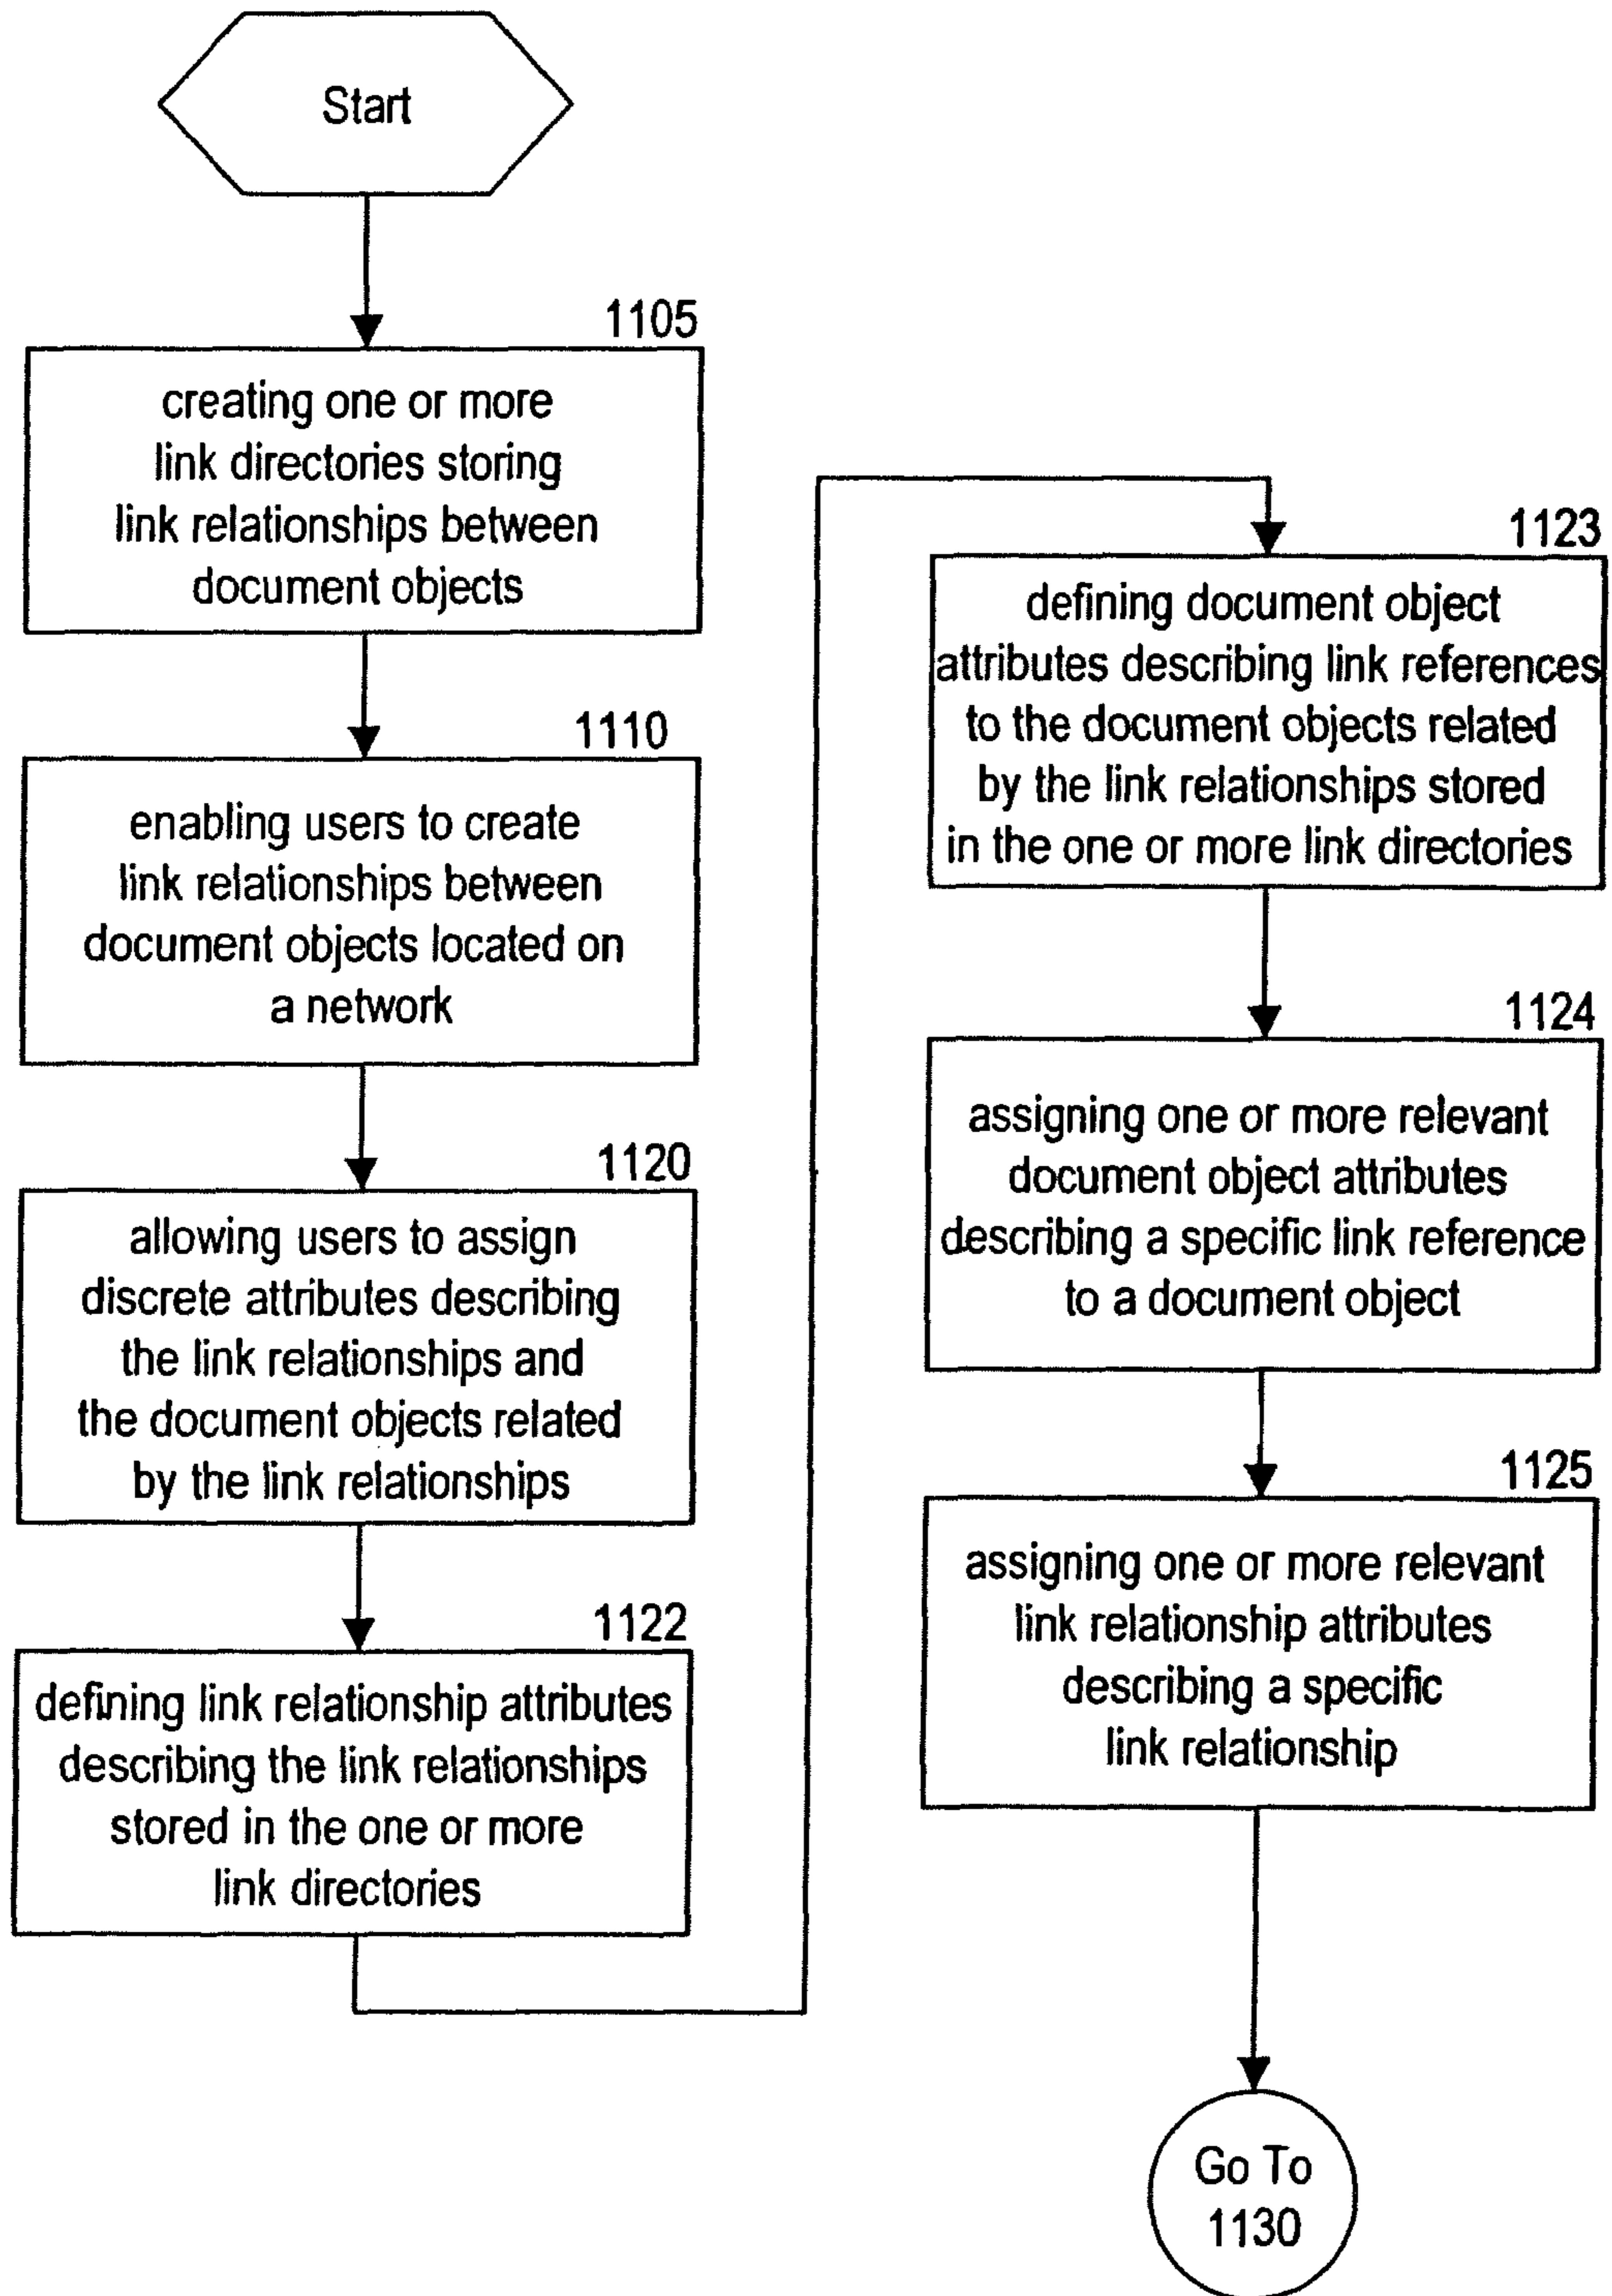 Start
1105
creating one or more
link directories storing
link relationships between
document objects
1110
enabling users to create
link relationships between
document objects located on
a network
1120
allowing users to assign
discrete attributes describing
the link relationships and
the document objects related
by the link relationships
1122
defining link relationship attributes
describing the link relationships
stored in the one or more
link directories
1123
defining document object
attributes describing link references
to the document objects related
by the link relationships stored
in the one or more link directories
1124
assigning one or more relevant
document object attributes
describing a specific link reference
to a document object
1125
assigning one or more relevant
link relationship attributes
describing a specific
link relationship
Go To
1130